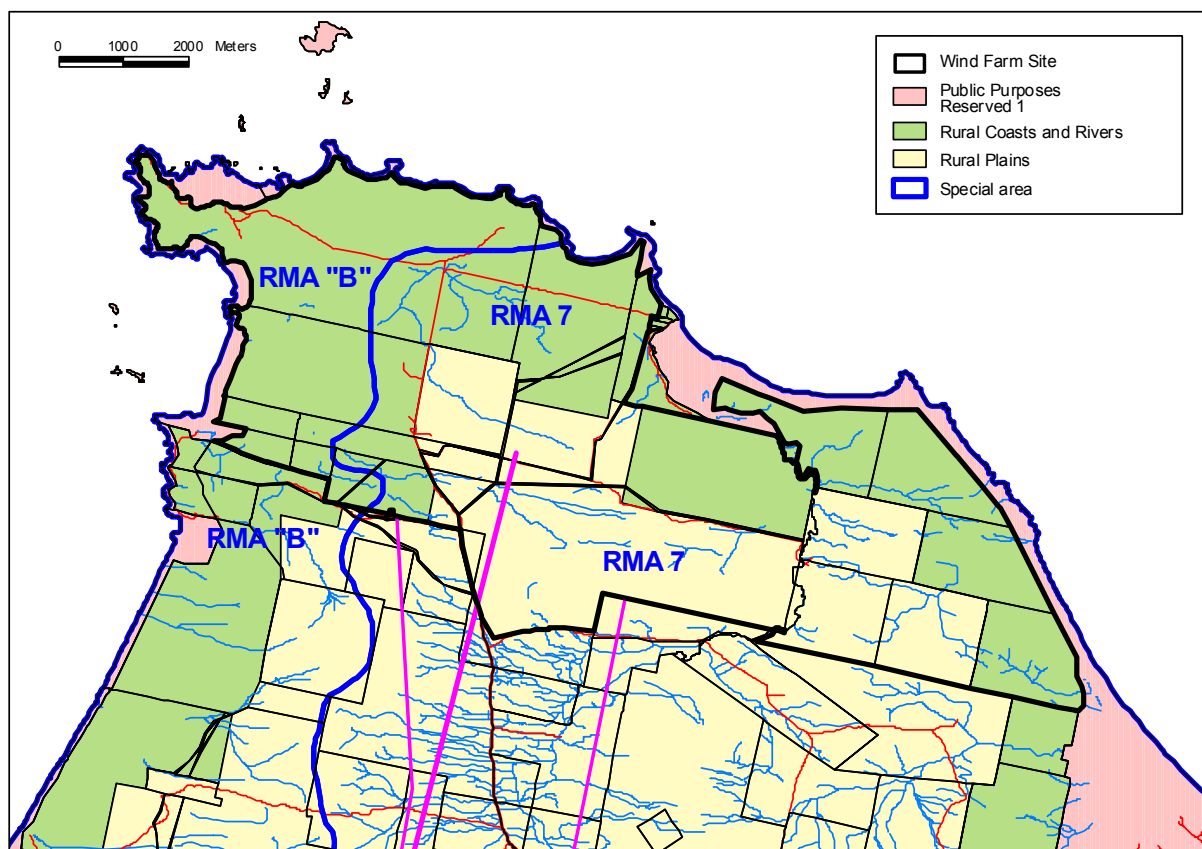 0 1000 2000 Meters
Wind Farm Site
Public Purposes
Reserved 1
Rural Coasts and Rivers
Rural Plains
Special area
RMA "B"
RMA 7
RMA "B"
RMA 7